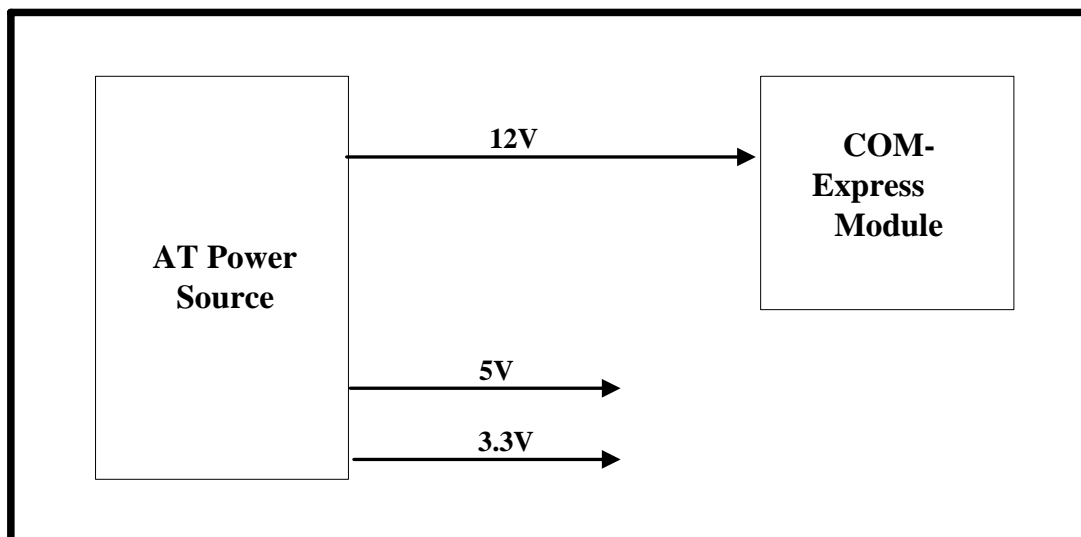 12V
COM-
Express
Module
AT Power
Source
5V
3.3V